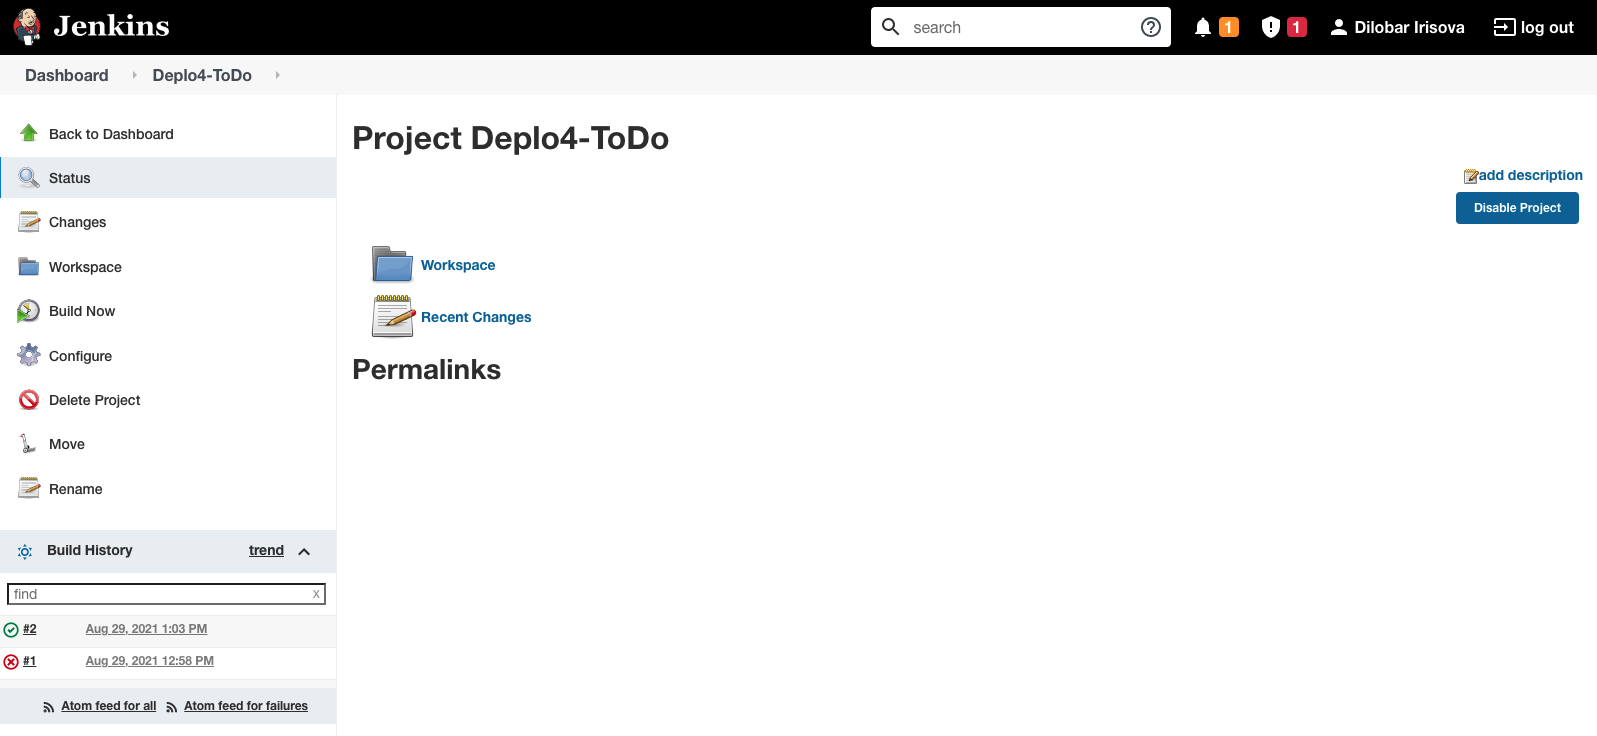 Jenkins
search
1
1
Dilobar Irisova
log out
Dashboard
Deplo4-ToDo
Back to Dashboard
Status
Changes
Workspace
Build Now
Configure
Delete Project
Move
Rename
Build History trend
find x
#2 Aug 29, 2021 1:03 PM
#1 Aug 29, 2021 12:58 PM
Atom feed for all Atom feed for failures
Project Deplo4-ToDo
add description
Disable Project
Workspace
Recent Changes
Permalinks